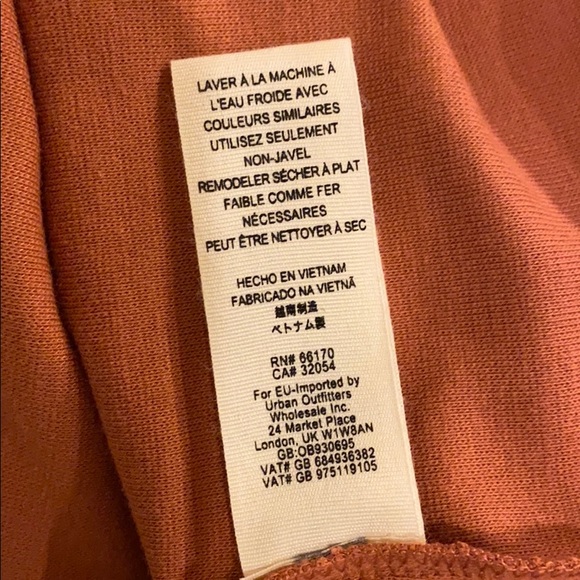 LAVER À LA MACHINE À
L'EAU FROIDE AVEC
COULEURS SIMILAIRES
UTILISEZ SEULEMENT
NON-JAVEL
REMODELER SÉCHER À PLAT
FAIBLE COMME FER
NÉCESSAIRES
PEUT ÊTRE NETTOYER À SEC
HECHO EN VIETNAM
FABRICADO NA VIETNÃ
越南制造
ベトナム製
RN# 66170
CA# 32054
For EU-Imported by
Urban Outfitters
Wholesale Inc.
24 Market Place
London, UK W1W8AN
GB:OB930695
VAT# GB 684936382
VAT# GB 975119105